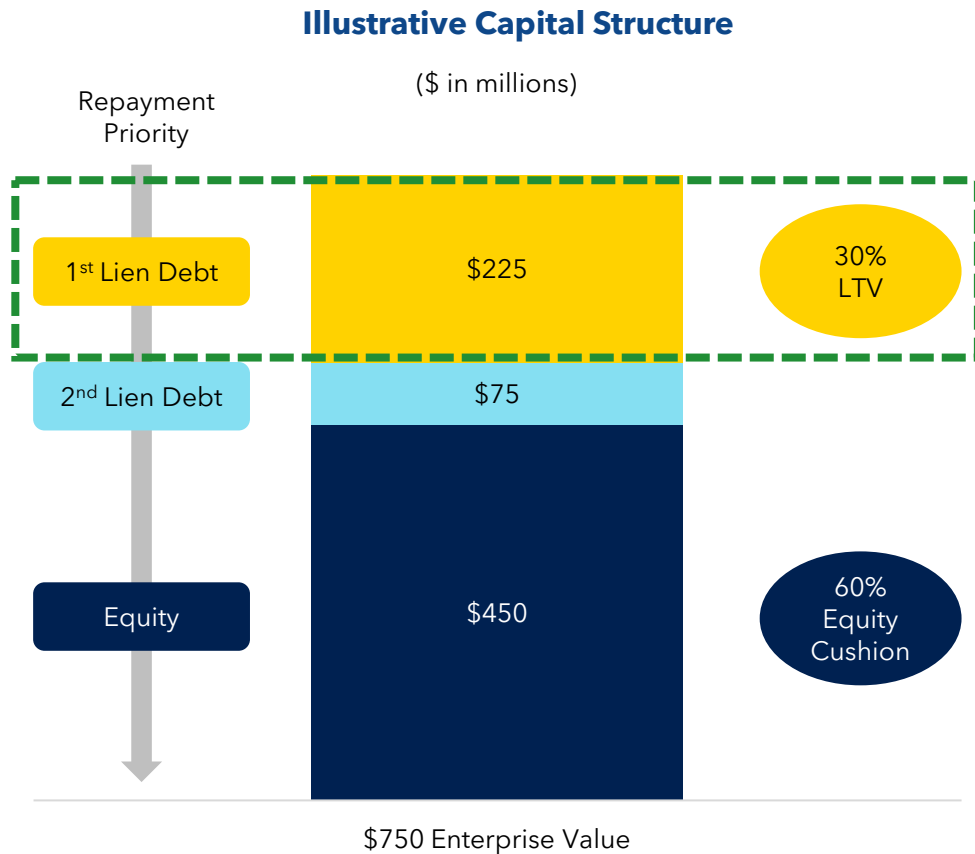 Illustrative Capital Structure
($ in millions)
Repayment
Priority
1st Lien Debt
$225
30%
LTV
2nd Lien Debt
$75
Equity
$450
60%
Equity
Cushion
$750 Enterprise Value